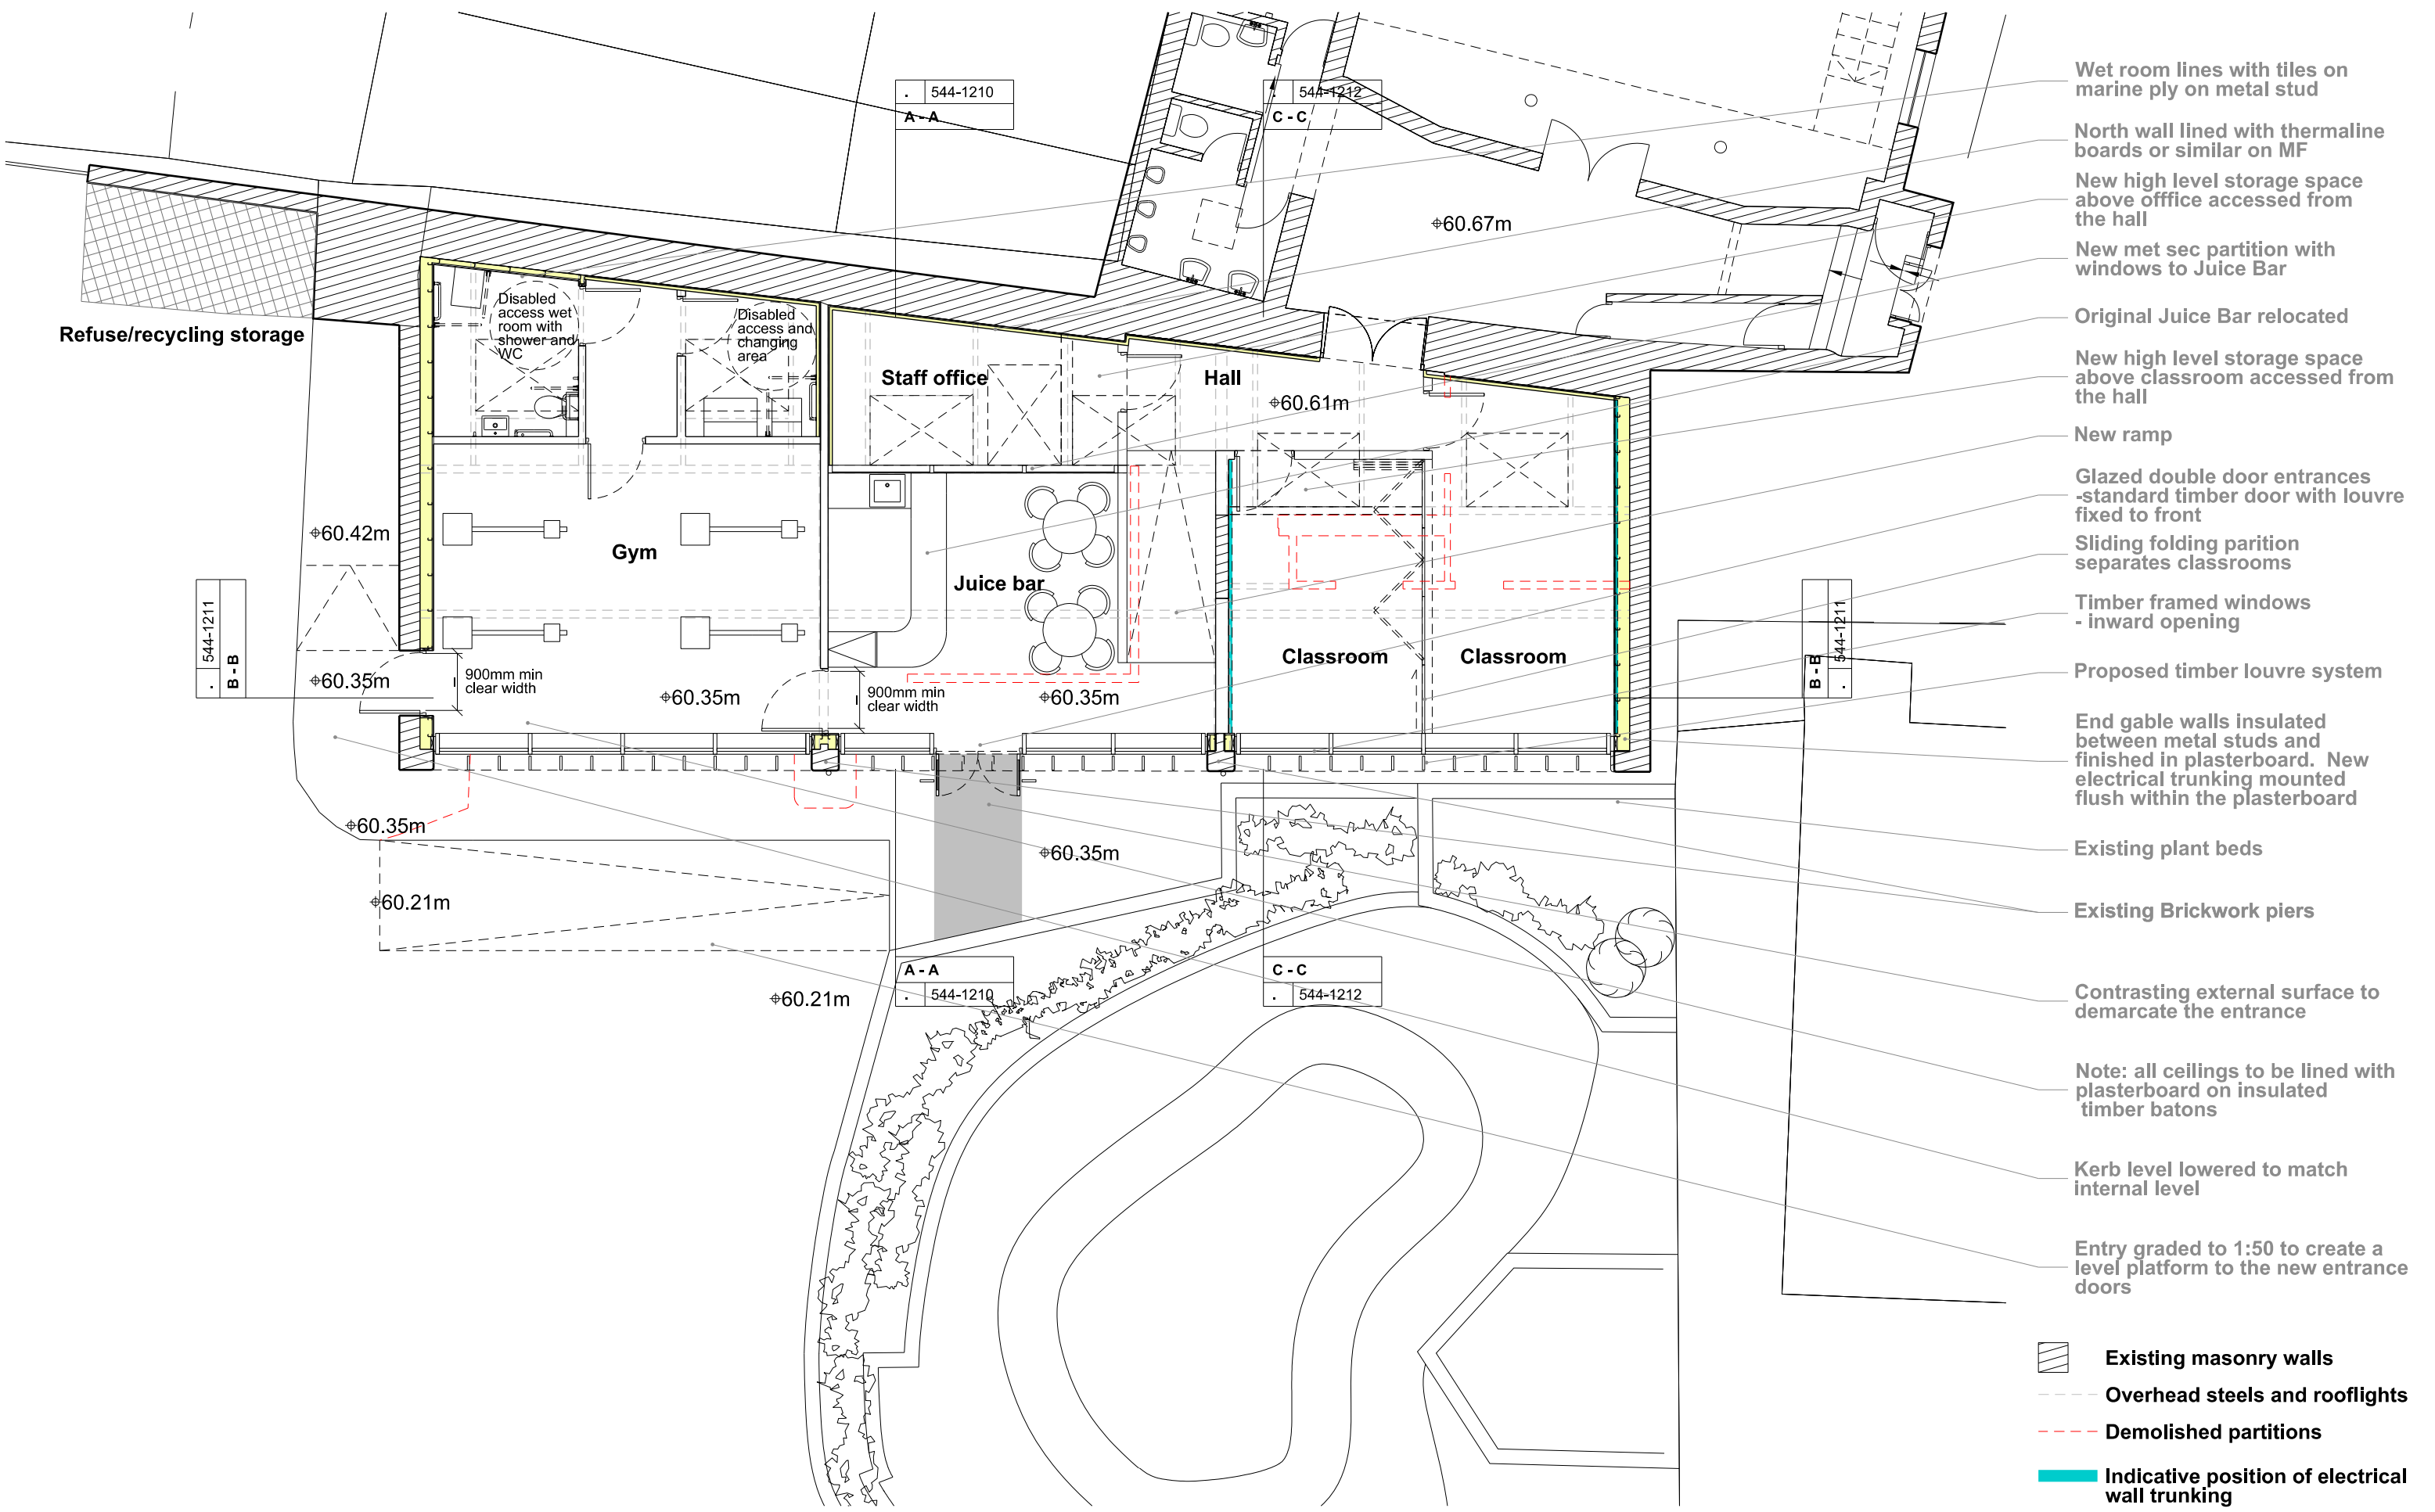 . 544-1210
A - A
. 544-1212
C - C
⌖60.67m
Refuse/recycling storage
Disabled
access wet
room with
shower and
WC
Disabled
access and
changing
area
Staff office
Hall
⌖60.61m
⌖60.42m
Gym
Juice bar
Classroom
Classroom
. 544-1211
B - B
⌖60.35m
900mm min
clear width
⌖60.35m
900mm min
clear width
⌖60.35m
B - B
. 544-1211
⌖60.35m
⌖60.35m
⌖60.21m
⌖60.21m
A - A
. 544-1210
C - C
. 544-1212
Wet room lines with tiles on
marine ply on metal stud
North wall lined with thermaline
boards or similar on MF
New high level storage space
above offfice accessed from
the hall
New met sec partition with
windows to Juice Bar
Original Juice Bar relocated
New high level storage space
above classroom accessed from
the hall
New ramp
Glazed double door entrances
-standard timber door with louvre
fixed to front
Sliding folding parition
separates classrooms
Timber framed windows
- inward opening
Proposed timber louvre system
End gable walls insulated
between metal studs and
finished in plasterboard. New
electrical trunking mounted
flush within the plasterboard
Existing plant beds
Existing Brickwork piers
Contrasting external surface to
demarcate the entrance
Note: all ceilings to be lined with
plasterboard on insulated
timber batons
Kerb level lowered to match
internal level
Entry graded to 1:50 to create a
level platform to the new entrance
doors
Existing masonry walls
Overhead steels and rooflights
Demolished partitions
Indicative position of electrical
wall trunking